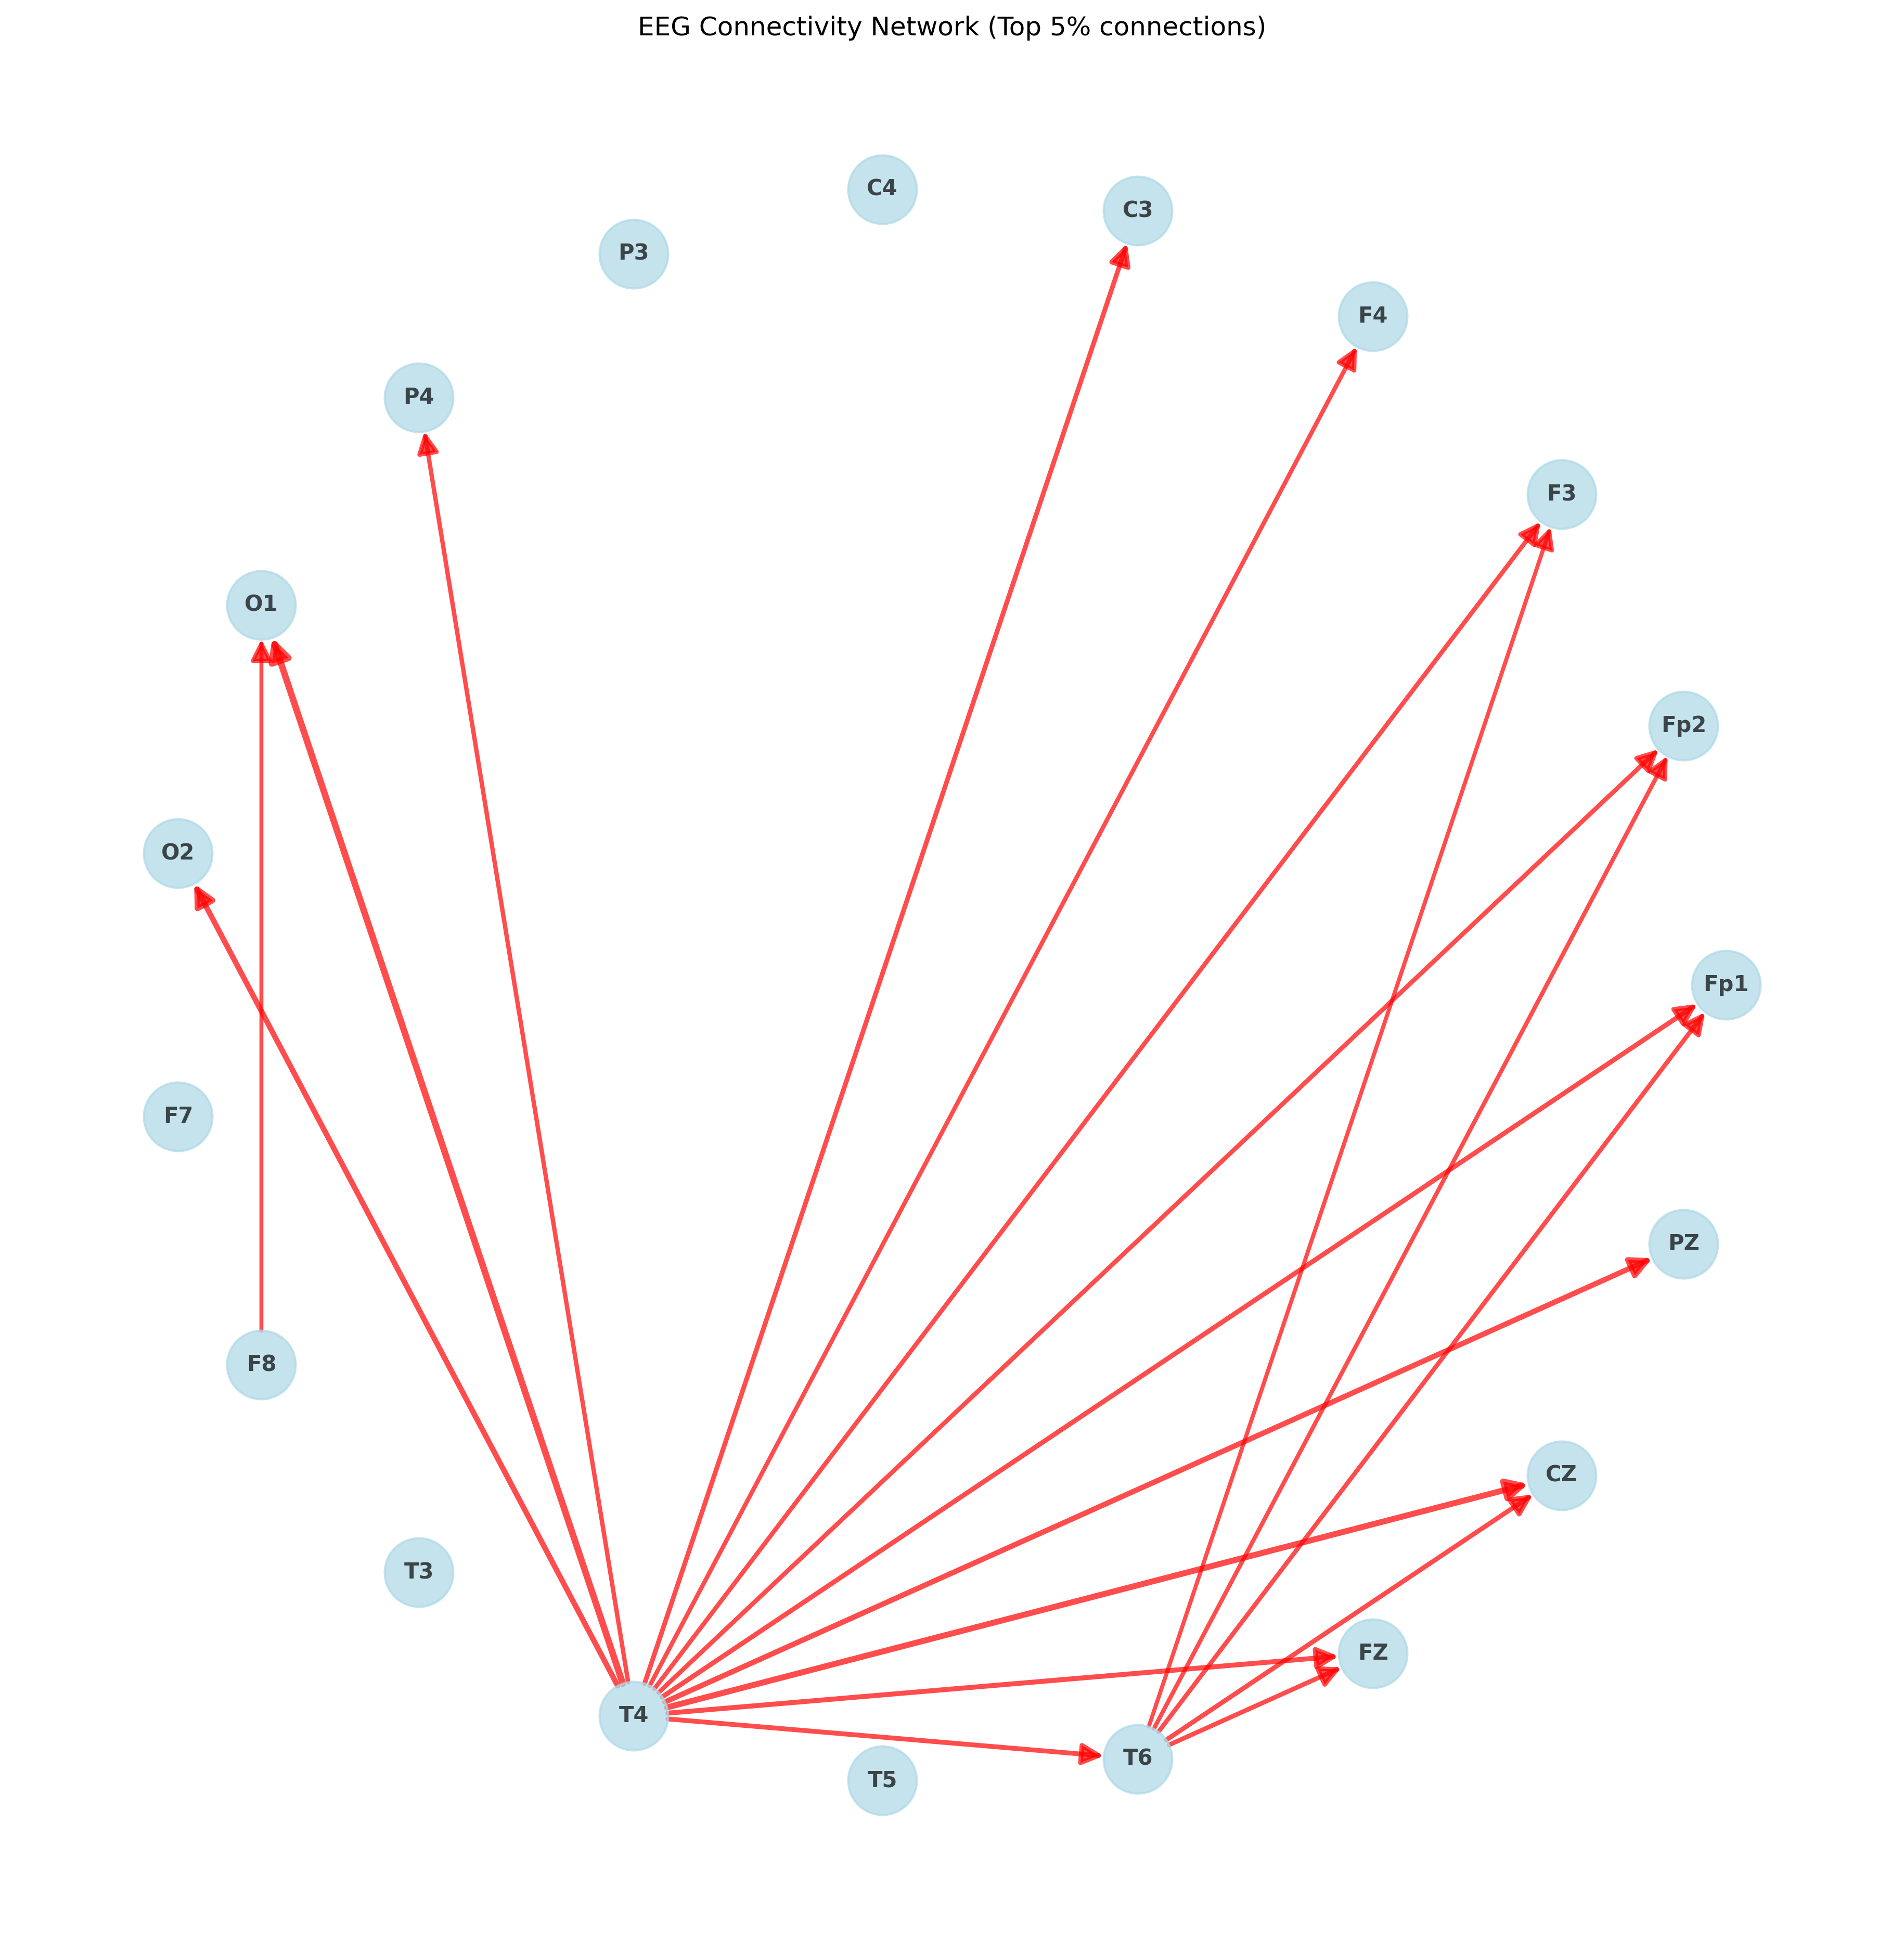 EEG Connectivity Network (Top 5% connections)
C4
C3
P3
F4
P4
F3
O1
Fp2
O2
Fp1
F7
PZ
F8
CZ
T3
FZ
T4
T6
T5